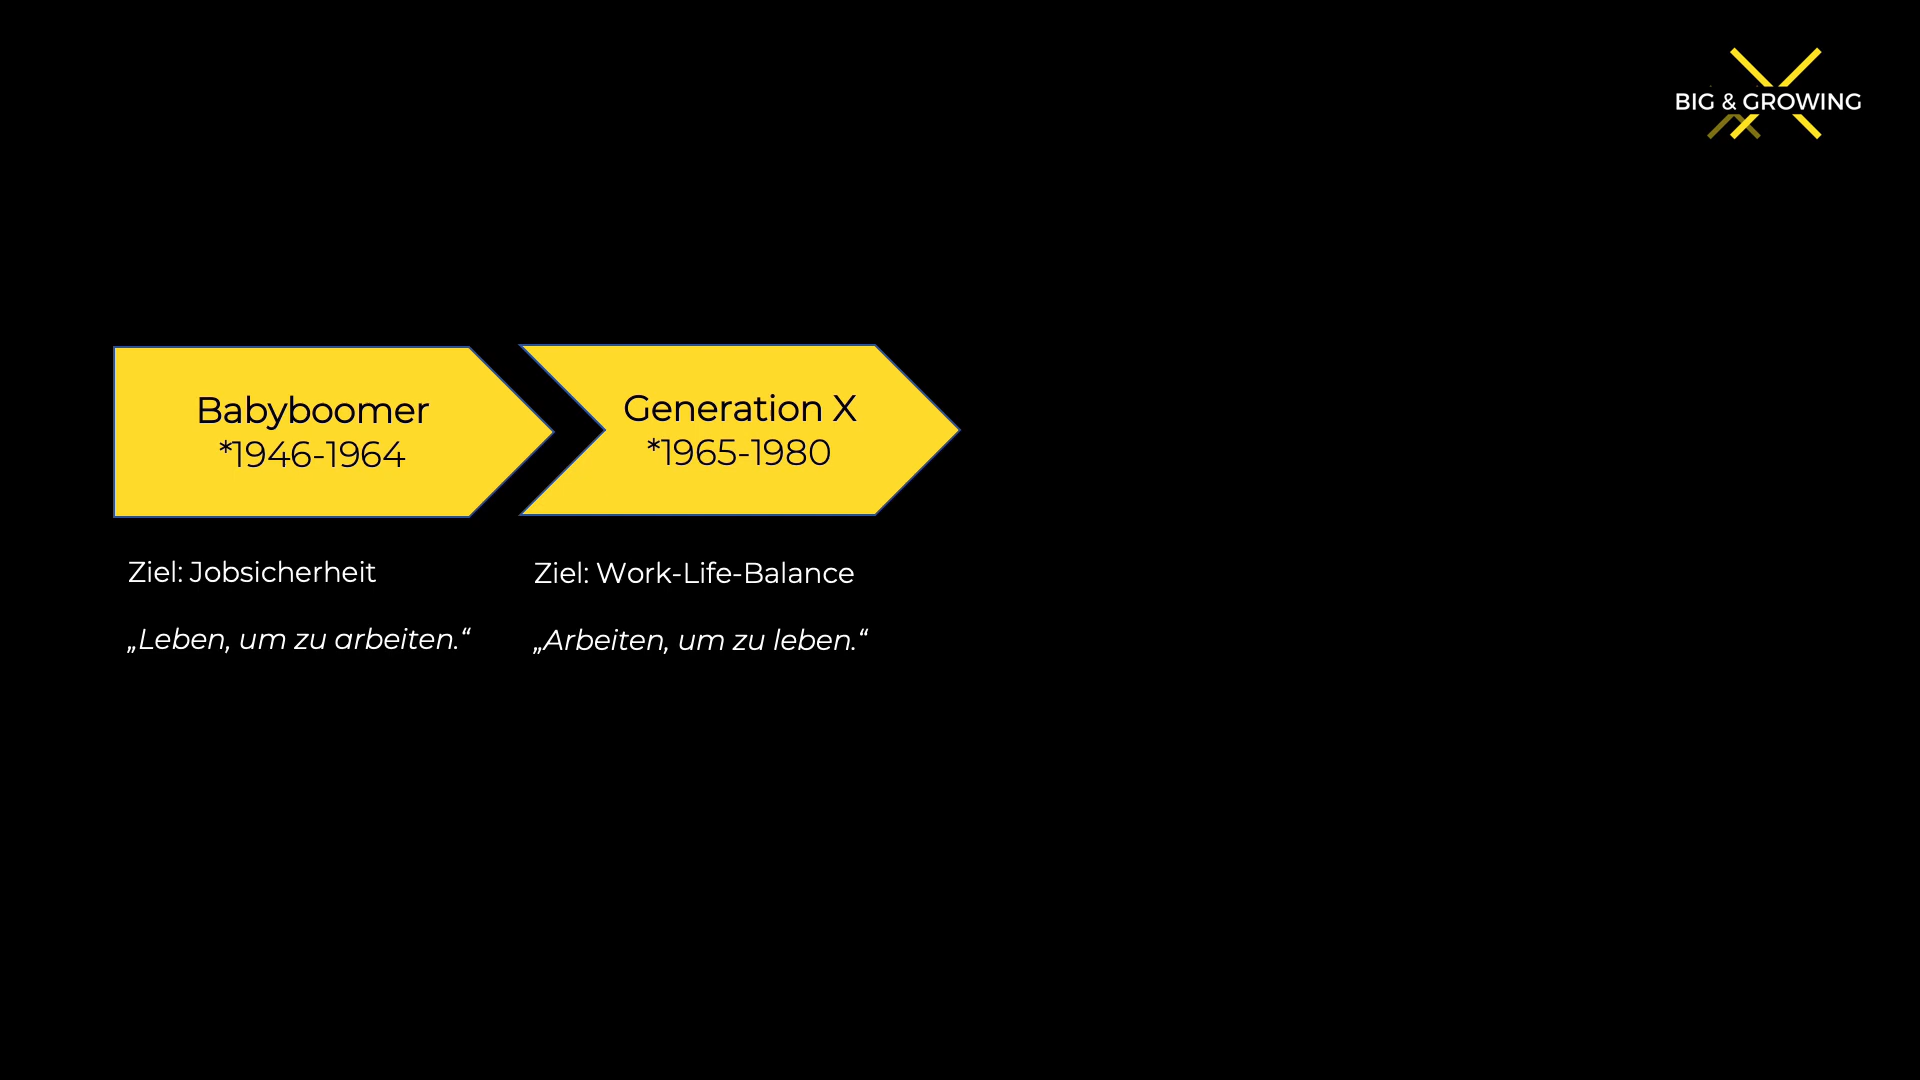 BIG & GROWING
Babyboomer
*1946-1964
Generation X
*1965-1980
Ziel: Jobsicherheit
„Leben, um zu arbeiten.“
Ziel: Work-Life-Balance
„Arbeiten, um zu leben.“